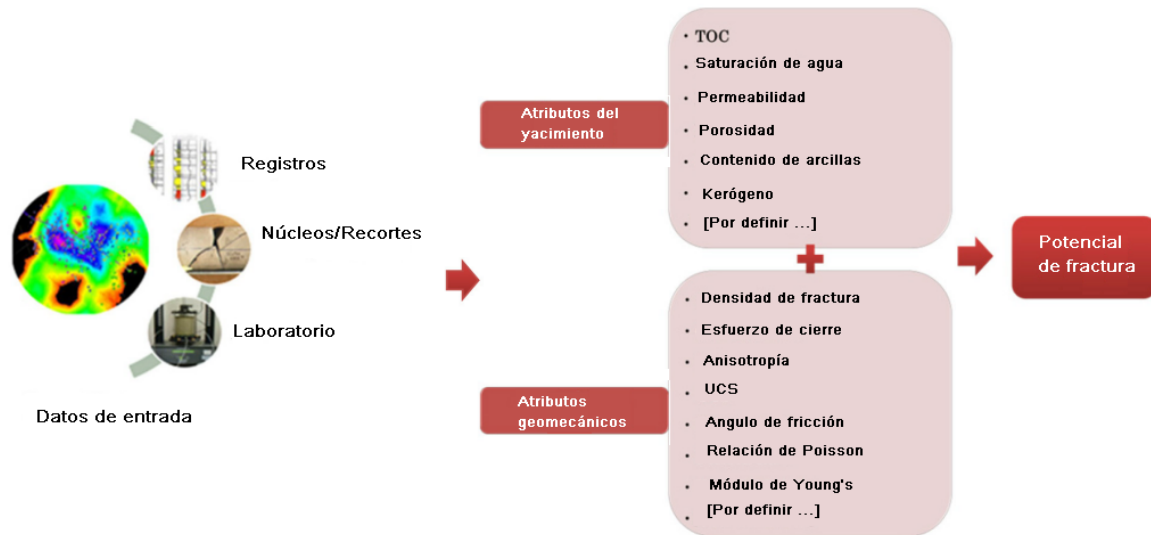 Registros
Núcleos/Recortes
Laboratorio
Datos de entrada
Atributos del
yacimiento
• TOC
• Saturación de agua
• Permeabilidad
• Porosidad
• Contenido de arcillas
• Kerógeno
• [Por definir ...]
Atributos
geomecánicos
• Densidad de fractura
• Esfuerzo de cierre
• Anisotropía
• UCS
• Angulo de fricción
• Relación de Poisson
• Módulo de Young's
• [Por definir ...]
Potencial
de fractura